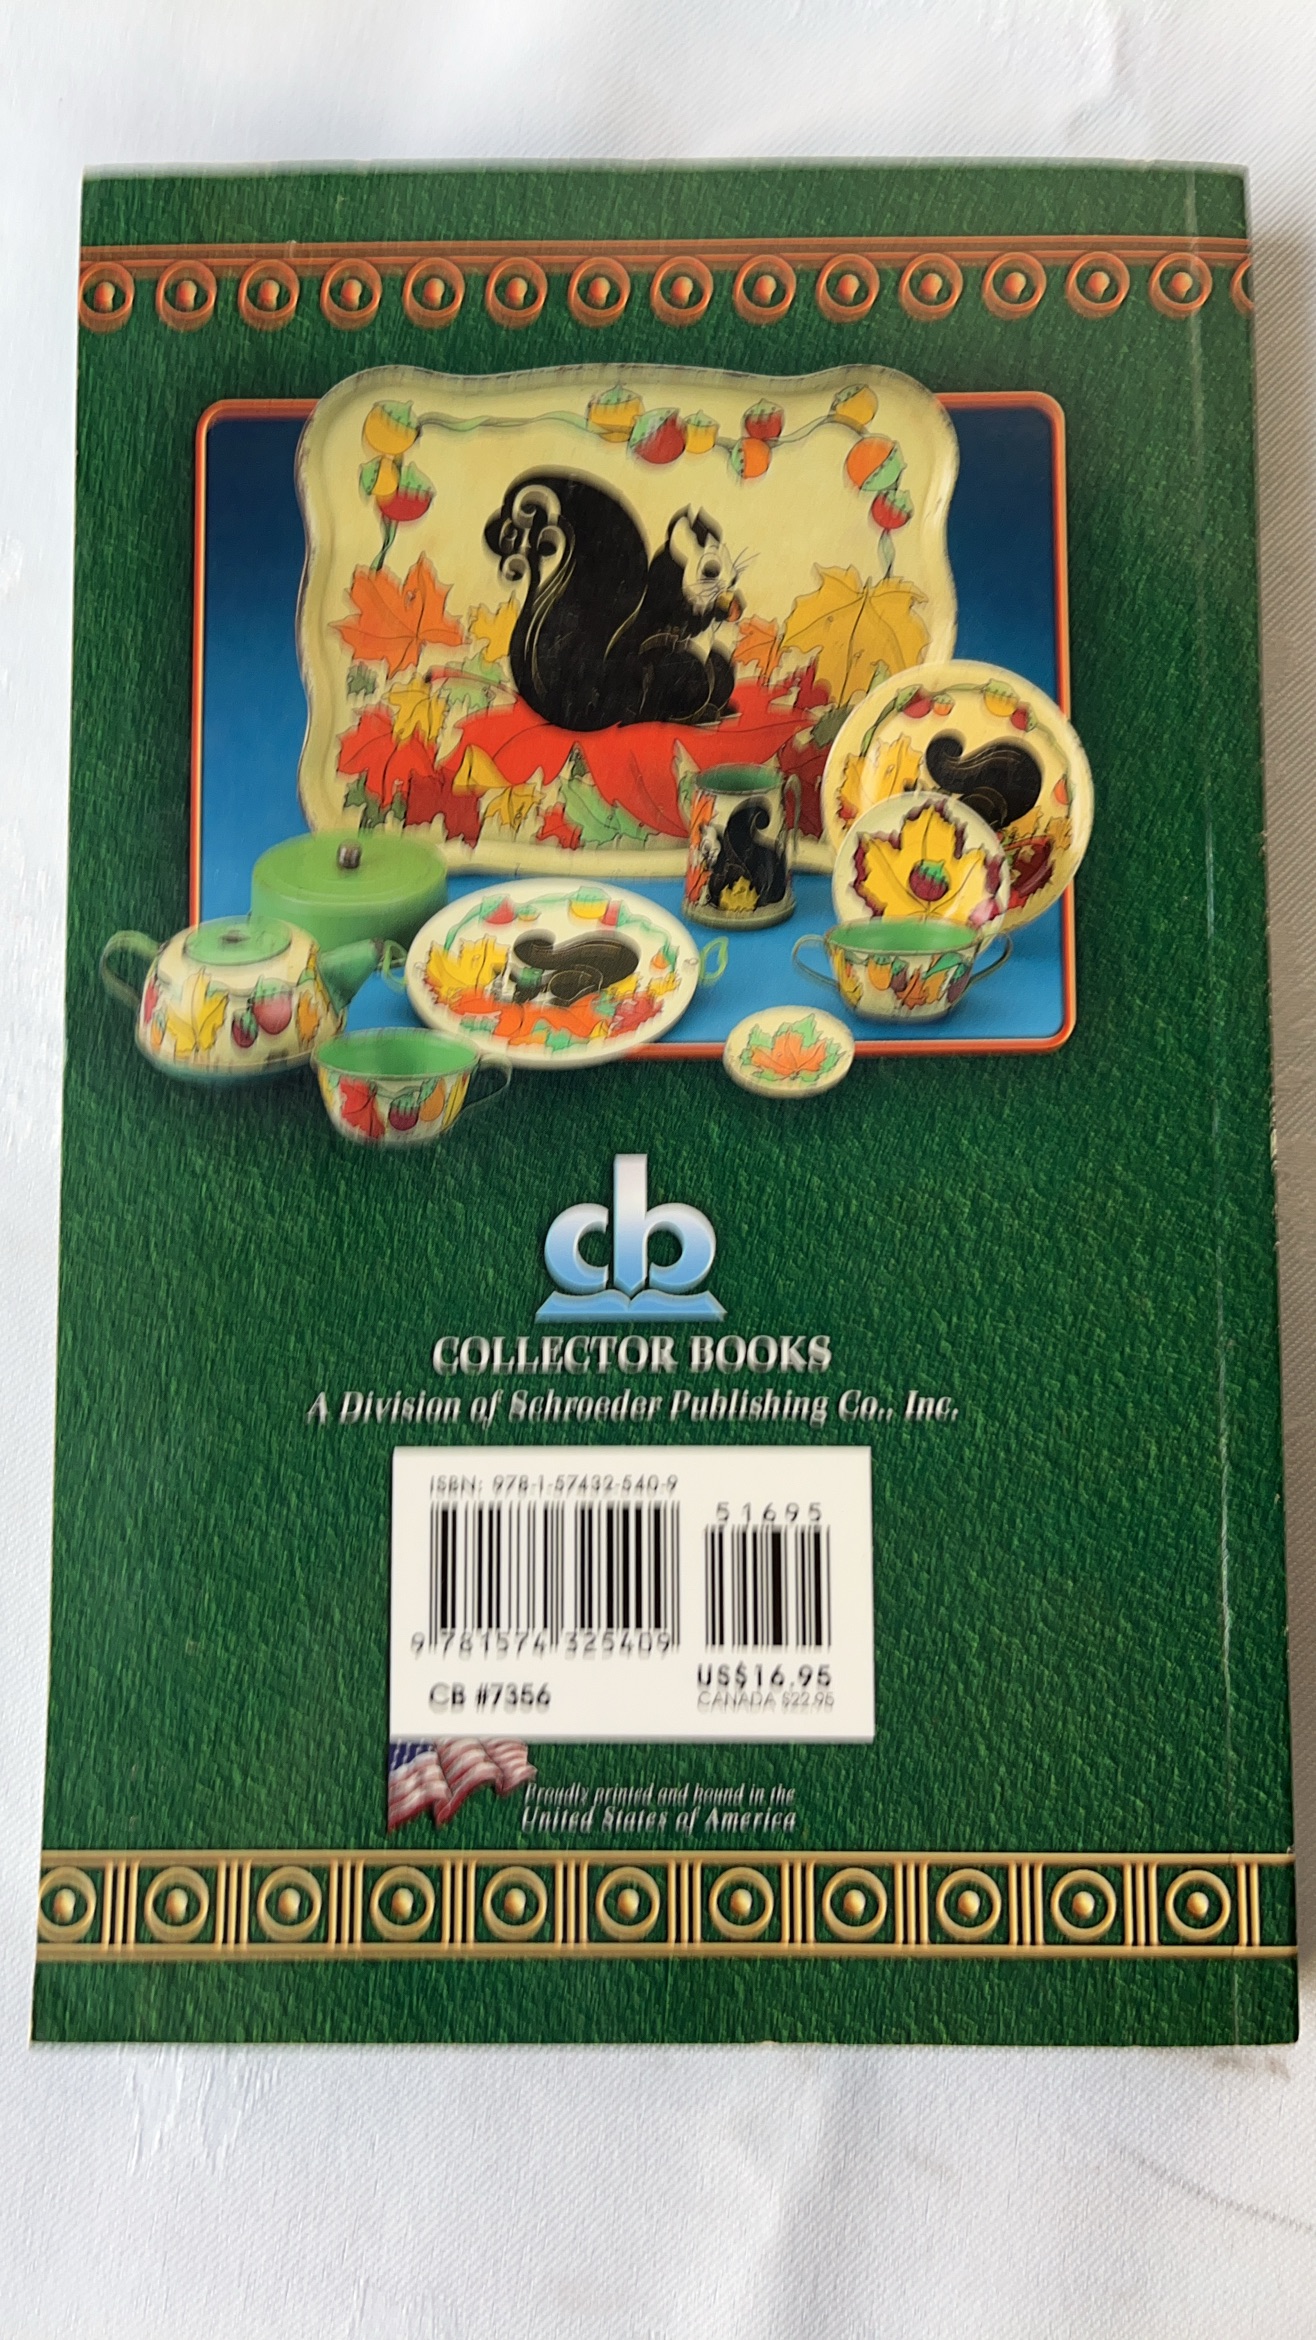 cb
COLLECTOR BOOKS
A Division of Schroeder Publishing Co., Inc.
ISBN: 978-1-57432-540-9
51695
9 781574 325409
US$16.95
CB #7356
CANADA $22.95
Proudly printed and bound in the
United States of America